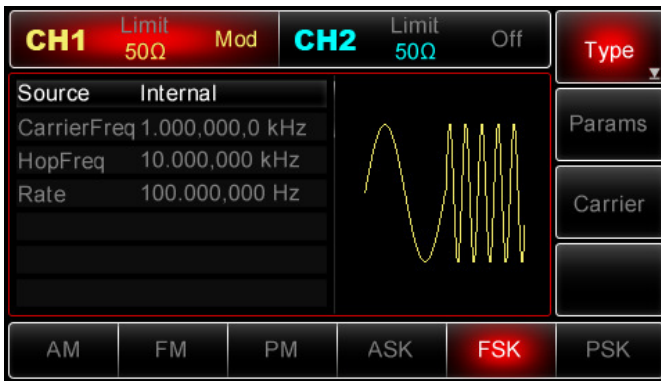 CH1 Limit 50Ω Mod CH2 Limit 50Ω Off
Type
Source Internal
CarrierFreq 1.000,000,0 kHz
HopFreq 10.000,000 kHz
Rate 100.000,000 Hz
Params
Carrier
AM FM PM ASK FSK PSK